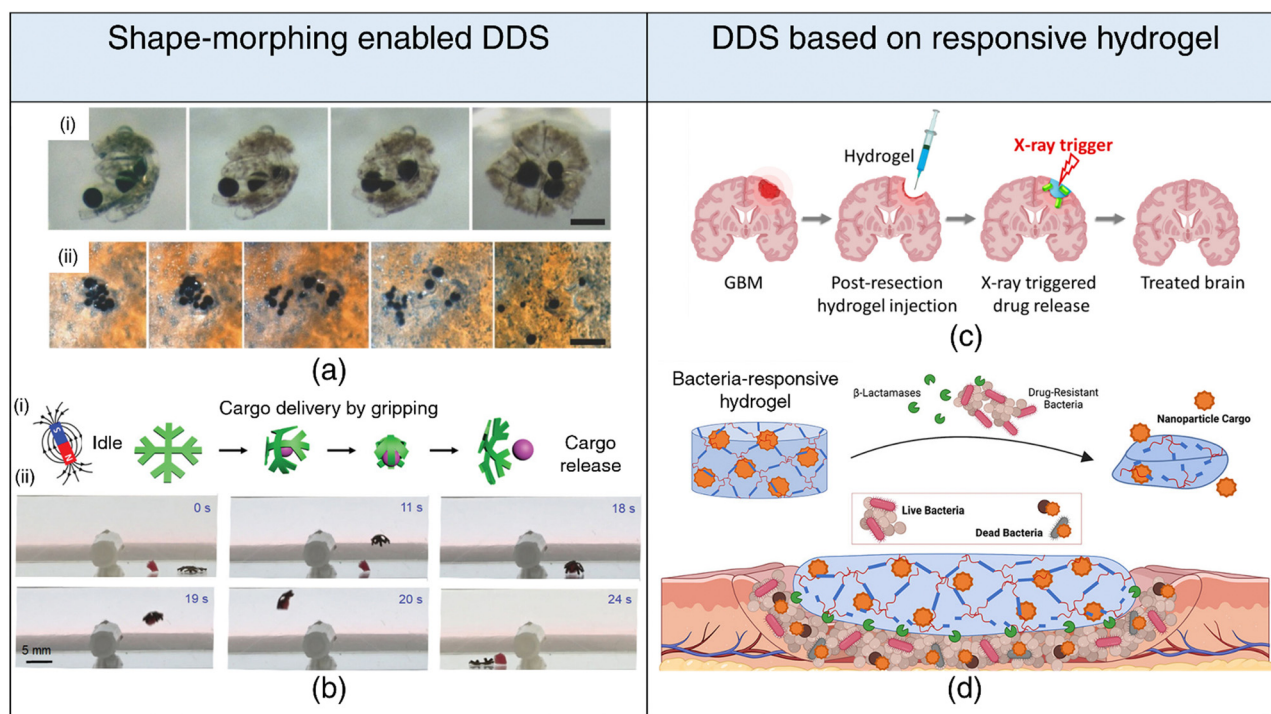 Shape-morphing enabled DDS
DDS based on responsive hydrogel
(i)
(ii)
(a)
(i)
S
N
Idle
Cargo delivery by gripping
Cargo
release
(ii)
0 s
11 s
18 s
19 s
20 s
24 s
5 mm
(b)
Hydrogel
X-ray trigger
GBM
Post-resection
hydrogel injection
X-ray triggered
drug release
Treated brain
(c)
Bacteria-responsive
hydrogel
β-Lactamases
Drug-Resistant
Bacteria
Nanoparticle Cargo
Live Bacteria
Dead Bacteria
(d)